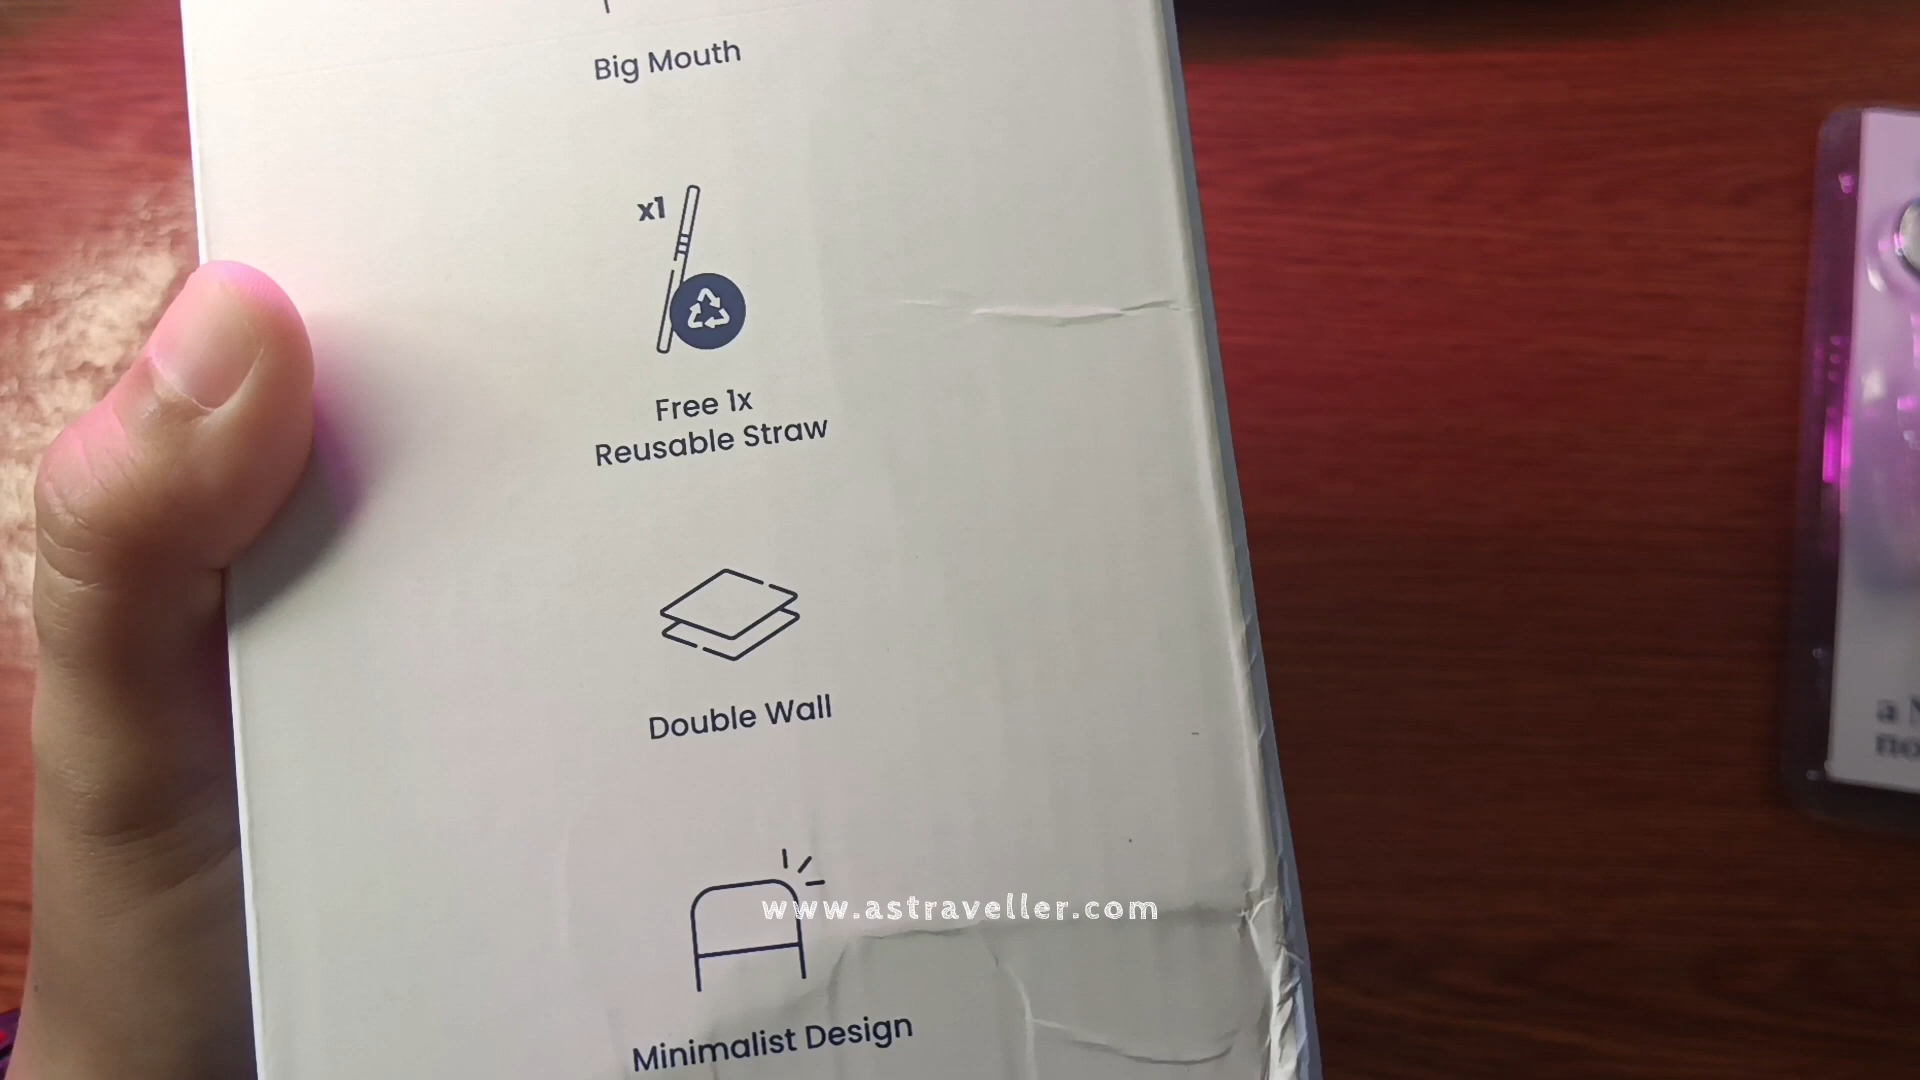 Big Mouth
x1
Free 1x
Reusable Straw
Double Wall
www.astraveller.com
Minimalist Design
a